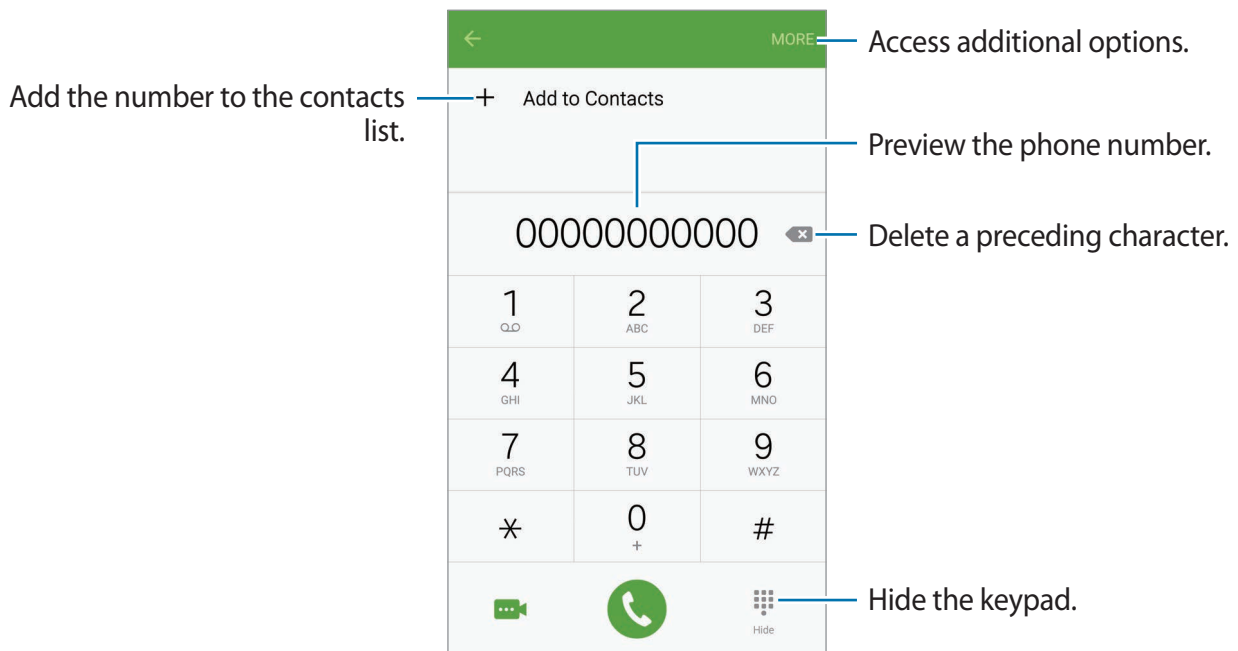 MORE
Access additional options.
Add the number to the contacts
list.
+ Add to Contacts
Preview the phone number.
00000000000
Delete a preceding character.
1 2 3
ABC DEF
4 5 6
GHI JKL MNO
7 8 9
PQRS TUV WXYZ
* 0 #
+
Hide the keypad.
Hide